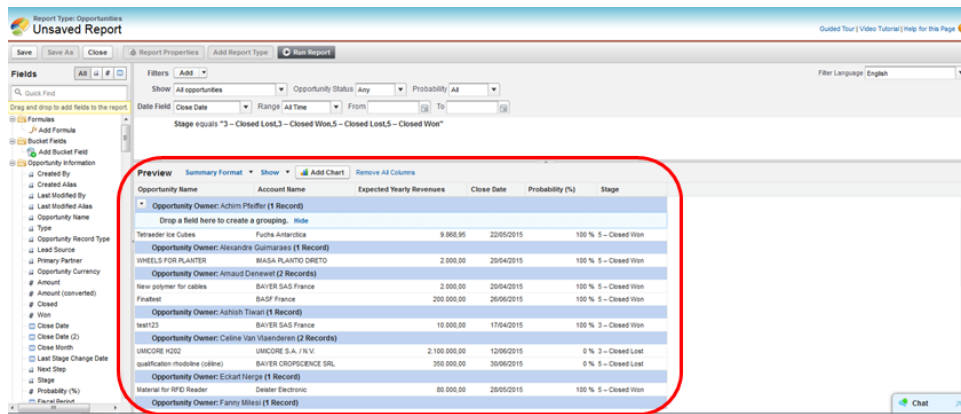 Report Type: Opportunities
Unsaved Report
Guided Tour | Video Tutorial | Help for this Page
Save Save As Close Report Properties Add Report Type Run Report
Fields All # Filters Add Filter Language English
Quick Find Show All opportunities Opportunity Status Any Probability All
Drag and drop to add fields to the report. Date Field Close Date Range All Time From To
Formulas
Stage equals "3 – Closed Lost,3 – Closed Won,5 – Closed Lost,5 – Closed Won"
Add Formula
Bucket Fields
Add Bucket Field
Opportunity Information
Created By
Created Alias
Last Modified By
Last Modified Alias
Opportunity Name
Type
Opportunity Record Type
Lead Source
Primary Partner
Opportunity Currency
# Amount
# Amount (converted)
# Closed
# Won
Close Date
Close Date (2)
Close Month
Last Stage Change Date
Next Step
Stage
# Probability (%)
Fiscal Period
Preview Summary Format Show Add Chart Remove All Columns
Opportunity Name Account Name Expected Yearly Revenues Close Date Probability (%) Stage
Opportunity Owner: Achim Pfeiffer (1 Record)
Drop a field here to create a grouping. Hide
Tetraeder Ice Cubes Fuchs Antarctica 9.868,95 22/05/2015 100 % 5 – Closed Won
Opportunity Owner: Alexandre Guimaraes (1 Record)
WHEELS FOR PLANTER IMASA PLANTIO DIRETO 2.000,00 20/04/2015 100 % 5 – Closed Won
Opportunity Owner: Arnaud Denewet (2 Records)
New polymer for cables BAYER SAS France 2.000,00 20/04/2015 100 % 5 – Closed Won
Finaltest BASF France 200.000,00 26/06/2015 100 % 5 – Closed Won
Opportunity Owner: Ashish Tiwari (1 Record)
test123 BAYER SAS France 10.000,00 17/04/2015 100 % 3 – Closed Won
Opportunity Owner: Celine Van Vlaenderen (2 Records)
UMICORE H202 UMICORE S.A. / N.V. 2.100.000,00 12/06/2015 0 % 3 – Closed Lost
qualification rhodoline (céline) BAYER CROPSCIENCE SRL 350.000,00 30/06/2015 0 % 5 – Closed Lost
Opportunity Owner: Eckart Nerge (1 Record)
Material for RFID Reader Deister Electronic 80.000,00 28/05/2015 100 % 5 – Closed Won
Opportunity Owner: Fanny Milesi (1 Record)
Chat